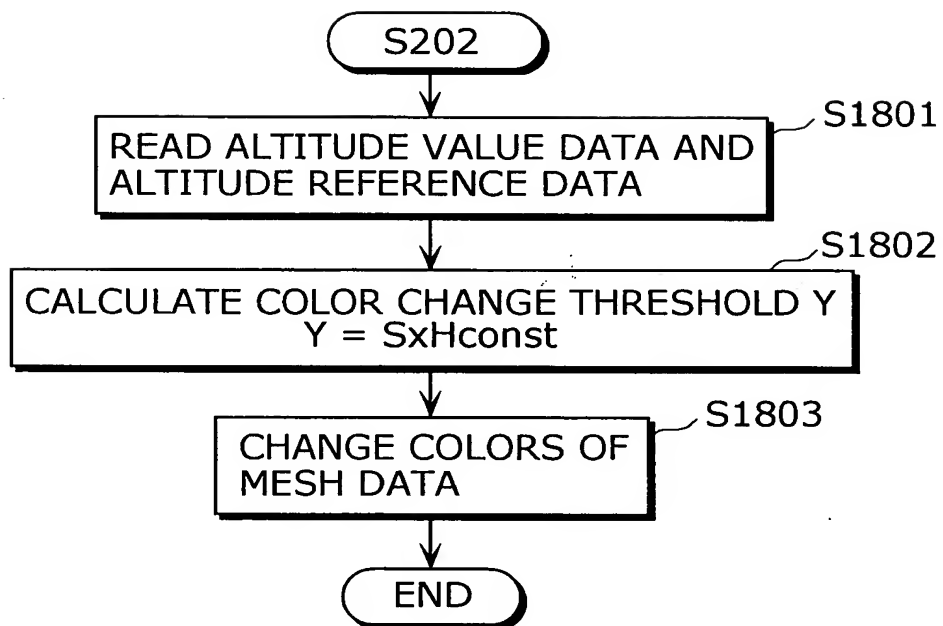 S202
S1801
READ ALTITUDE VALUE DATA AND
ALTITUDE REFERENCE DATA
S1802
CALCULATE COLOR CHANGE THRESHOLD Y
Y = SxHconst
S1803
CHANGE COLORS OF
MESH DATA
END